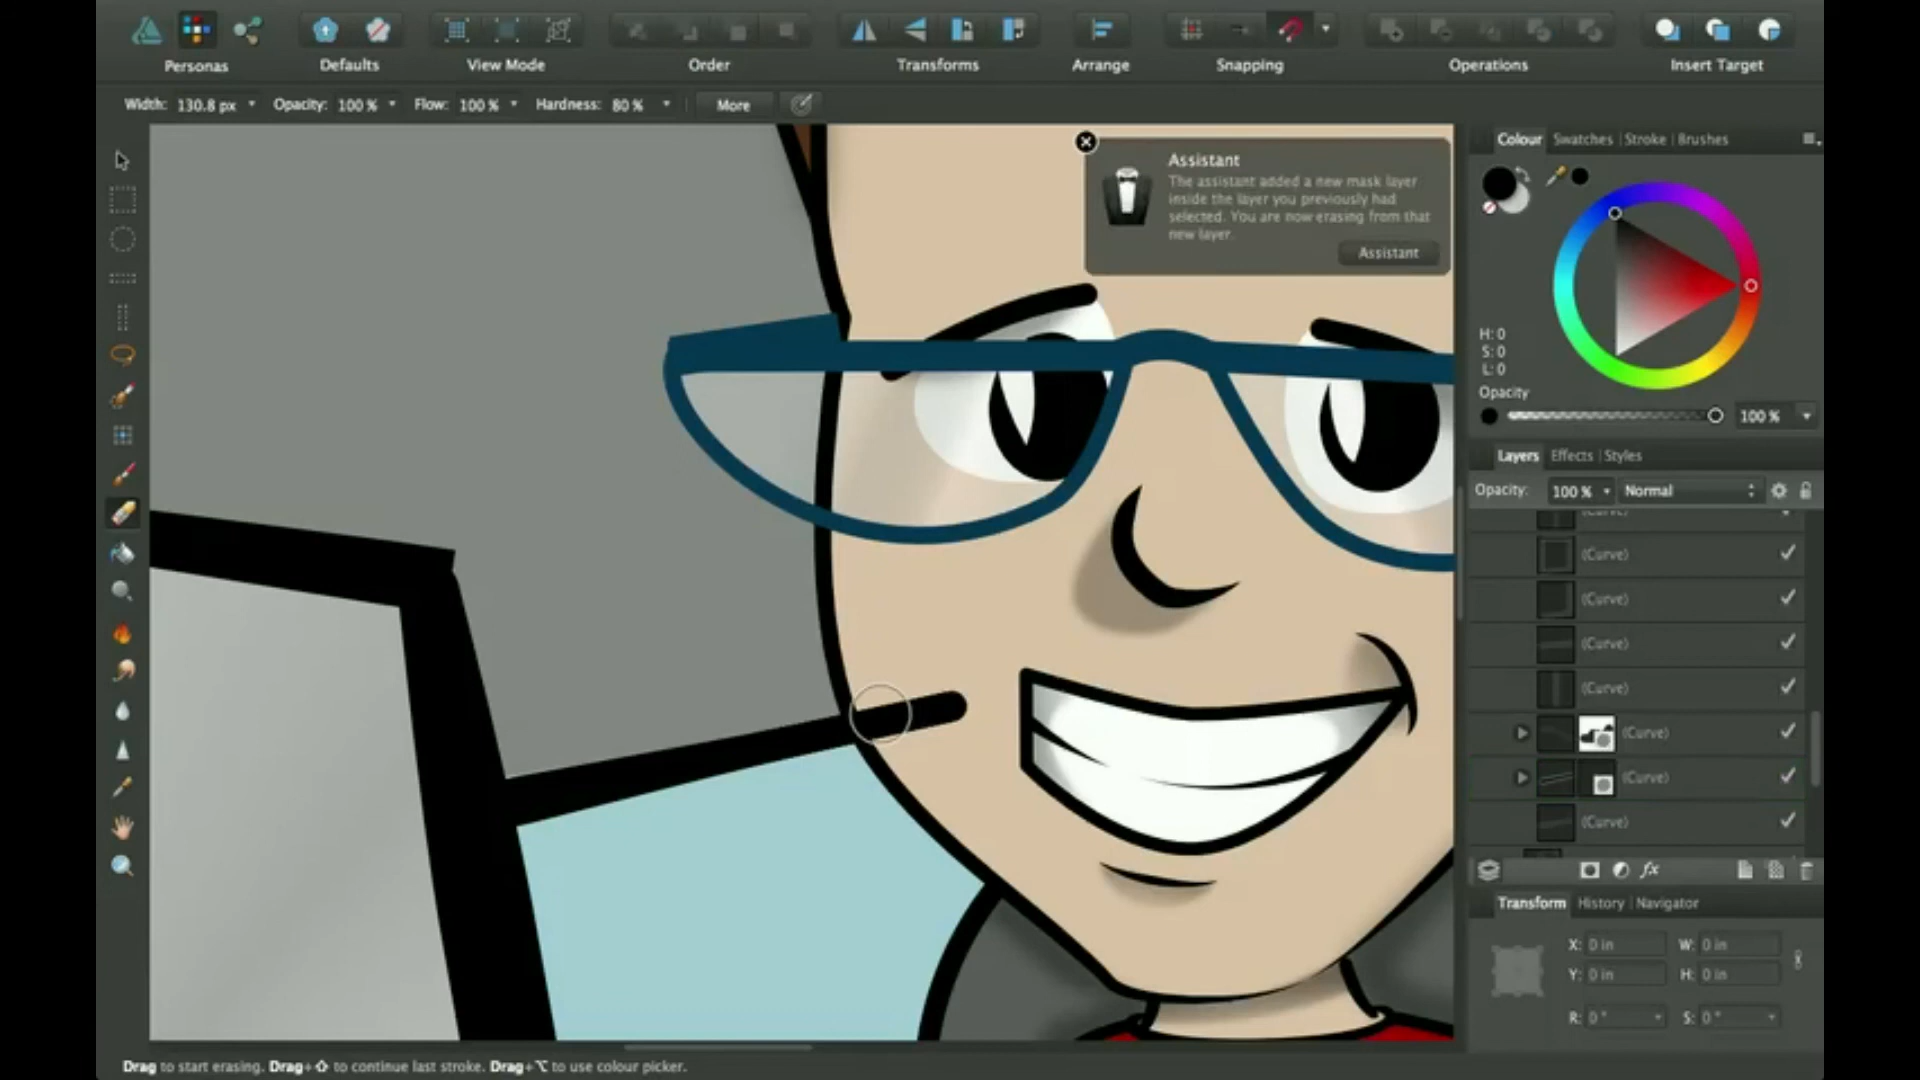 Personas Defaults View Mode Order Transforms Arrange Snapping Operations Insert Target
Width: 130.8 px Opacity: 100 % Flow: 100 % Hardness: 80 % More
Colour Swatches | Stroke | Brushes
Assistant
The assistant added a new mask layer
inside the layer you previously had
selected. You are now erasing from that
new layer.
Assistant
H: 0
S: 0
L: 0
Opacity
100 %
Layers Effects | Styles
Opacity: 100 % Normal
(Curve)
(Curve)
(Curve)
(Curve)
(Curve)
(Curve)
(Curve)
(Curve)
Transform History | Navigator
X: 0 in W: 0 in
Y: 0 in H: 0 in
R: 0 ° S: 0 °
Drag to start erasing. Drag+⇧ to continue last stroke. Drag+⌥ to use colour picker.